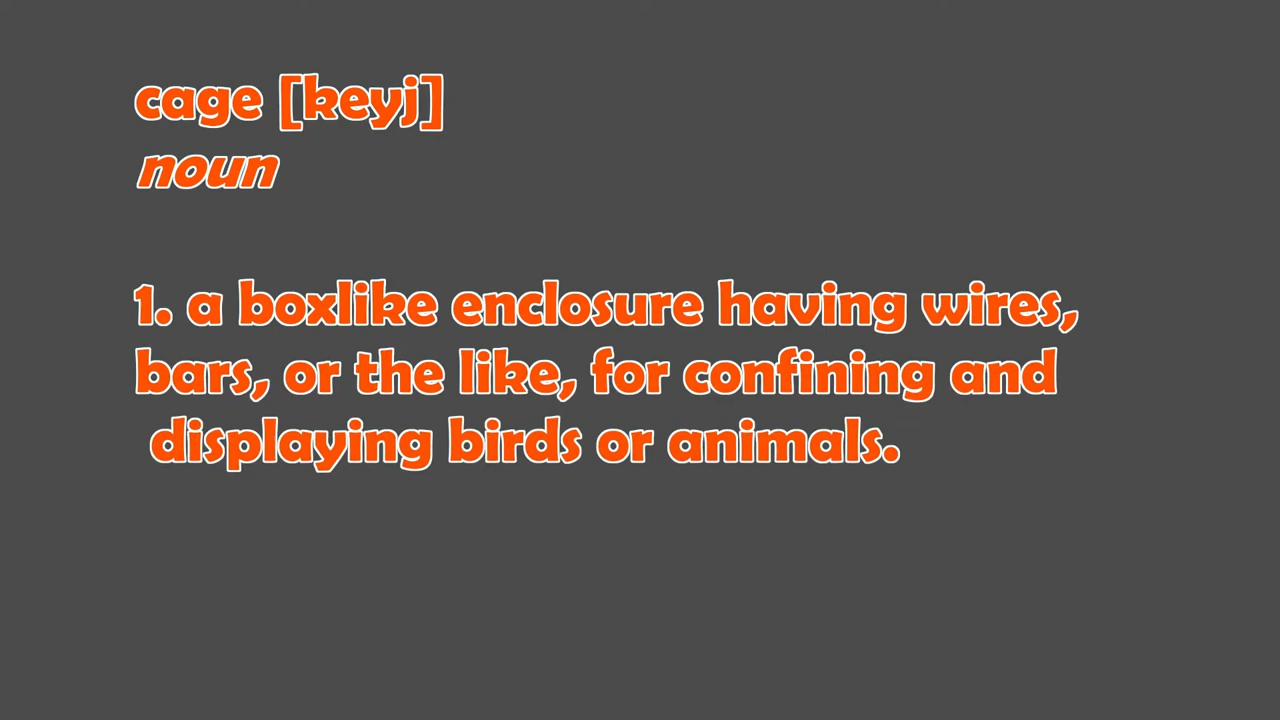 cage [keyj]
noun
1. a boxlike enclosure having wires,
bars, or the like, for confining and
displaying birds or animals.